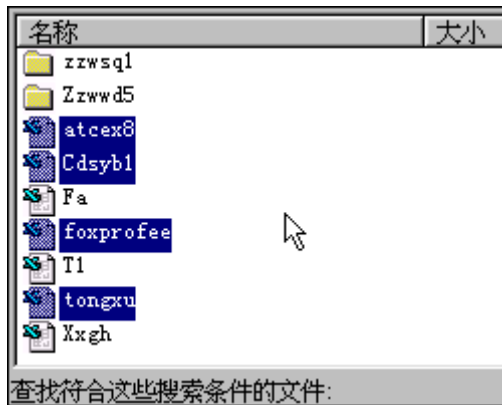 名称 大小
zzwsql
Zzwwd5
atcex8
Cdsyb1
Fa
foxprofee
T1
tongxu
Xxgh
查找符合这些搜索条件的文件: